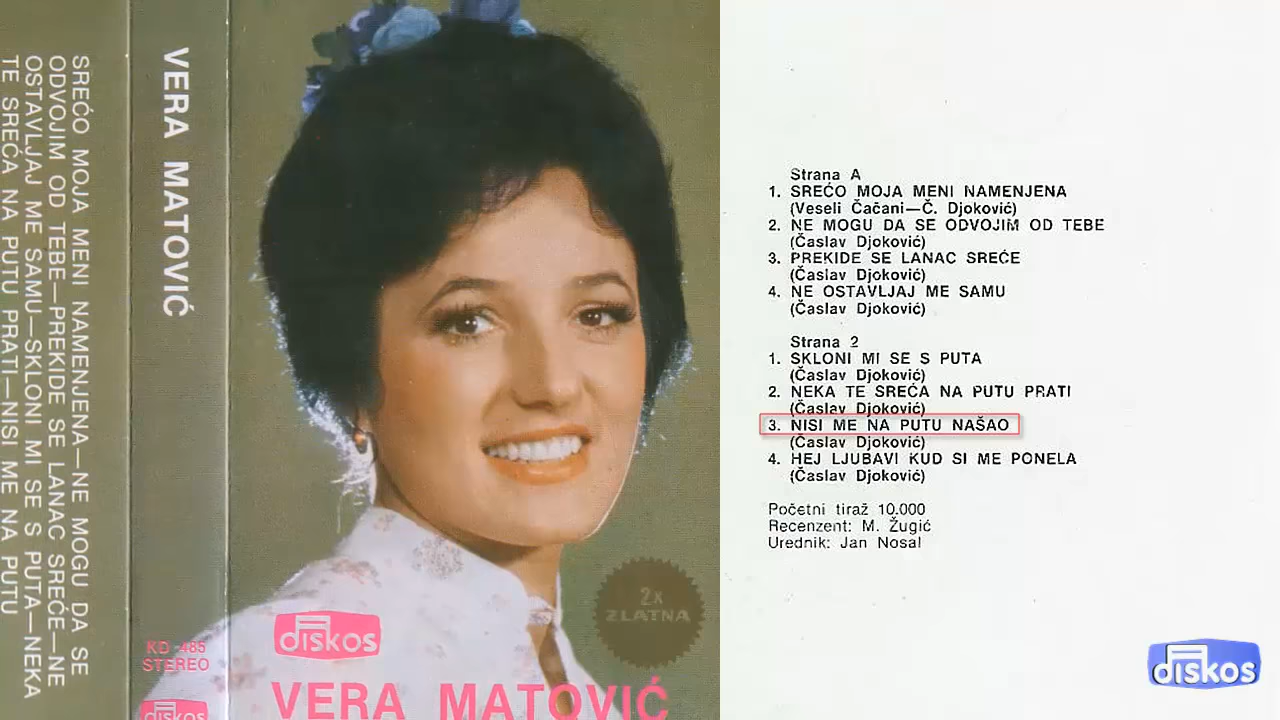 SREĆO MOJA MENI NAMENJENA—NE MOGU DA SE
ODVOJIM OD TEBE—PREKIDE SE LANAC SREĆE—NE
OSTAVLJAJ ME SAMU—SKLONI MI SE S PUTA—NEKA
TE SREĆA NA PUTU PRATI—NISI ME NA PUTU
VERA MATOVIĆ
KD 485
STEREO
diskos
2x
ZLATNA
diskos
VERA MATOVIĆ
Strana A
1. SREĆO MOJA MENI NAMENJENA
(Veseli Čačani—Č. Djoković)
2. NE MOGU DA SE ODVOJIM OD TEBE
(Časlav Djoković)
3. PREKIDE SE LANAC SREĆE
(Časlav Djoković)
4. NE OSTAVLJAJ ME SAMU
(Časlav Djoković)
Strana 2
1. SKLONI MI SE S PUTA
(Časlav Djoković)
2. NEKA TE SREĆA NA PUTU PRATI
(Časlav Djoković)
3. NISI ME NA PUTU NAŠAO
(Časlav Djoković)
4. HEJ LJUBAVI KUD SI ME PONELA
(Časlav Djoković)
Početni tiraž 10.000
Recenzent: M. Žugić
Urednik: Jan Nosal
diskos